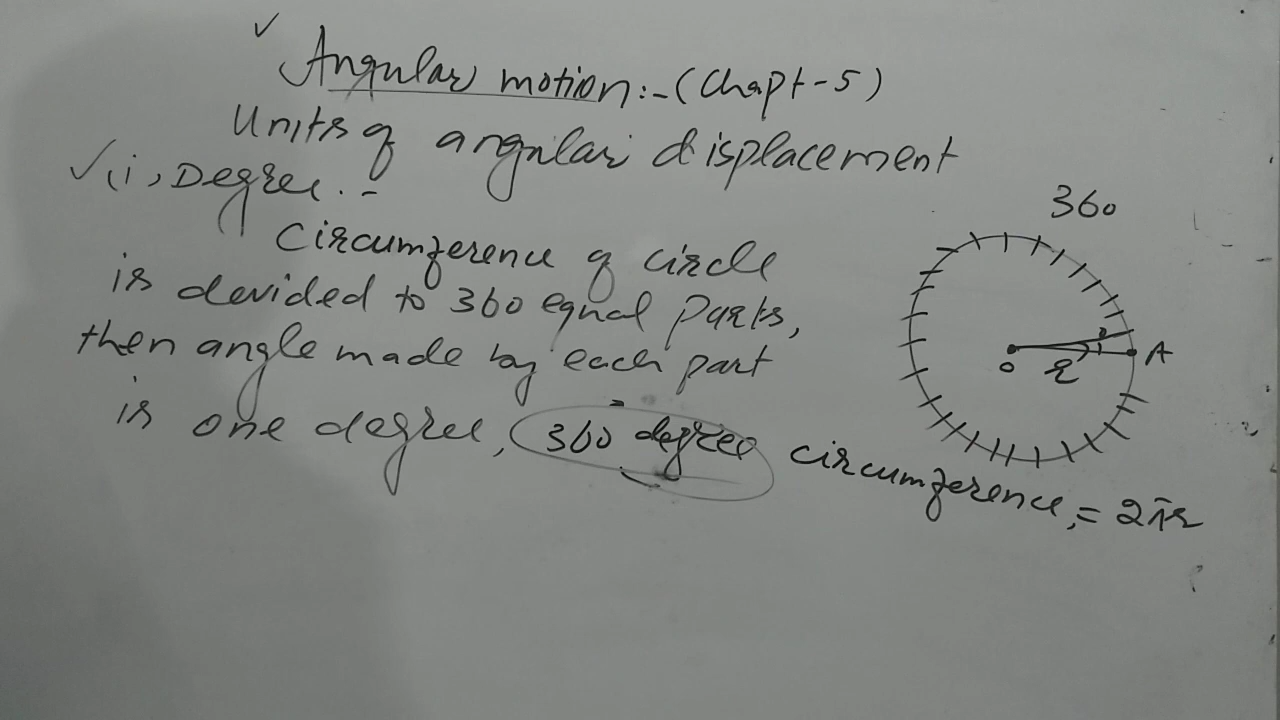 Angular motion:-(Chapt-5)
Units of angular displacement
(i, Degree.-
Circumference of circle
is devided to 360 equal parts,
then angle made by each part
is one degree, 360 degree circumference, = 2πr
360
o r A